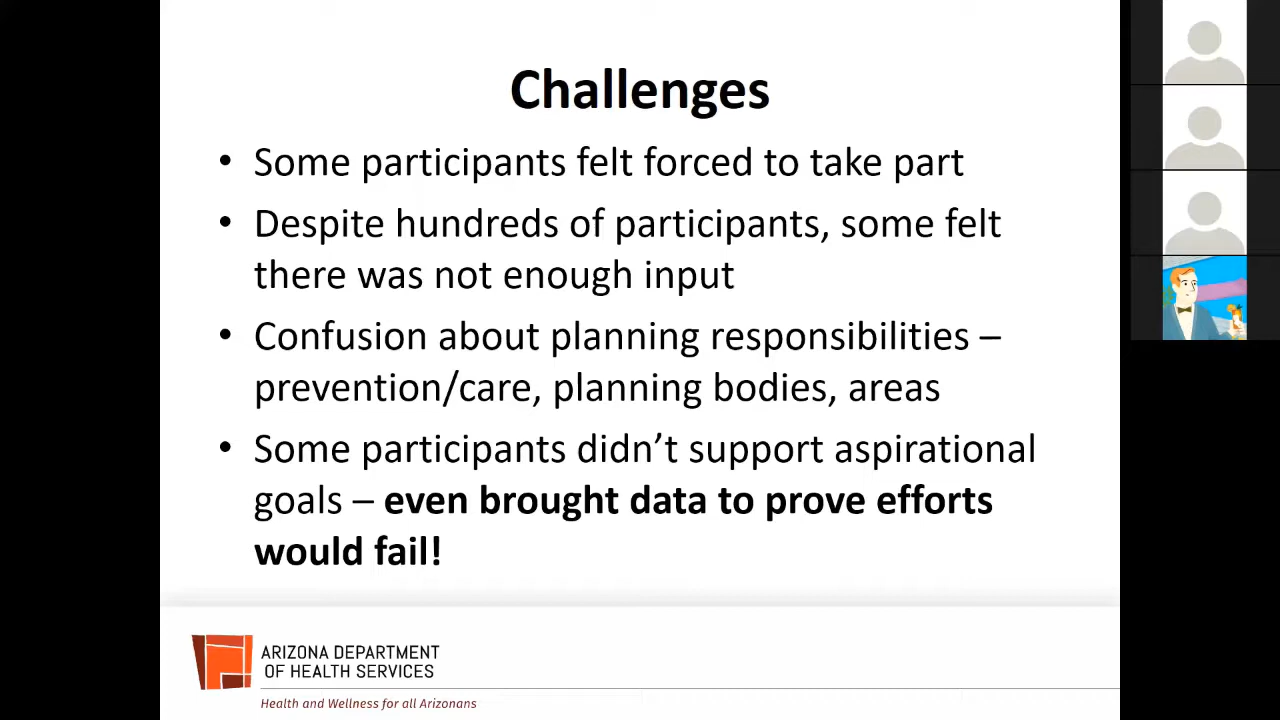 Challenges
• Some participants felt forced to take part
• Despite hundreds of participants, some felt
there was not enough input
• Confusion about planning responsibilities –
prevention/care, planning bodies, areas
• Some participants didn’t support aspirational
goals – even brought data to prove efforts
would fail!
ARIZONA DEPARTMENT
OF HEALTH SERVICES
Health and Wellness for all Arizonans